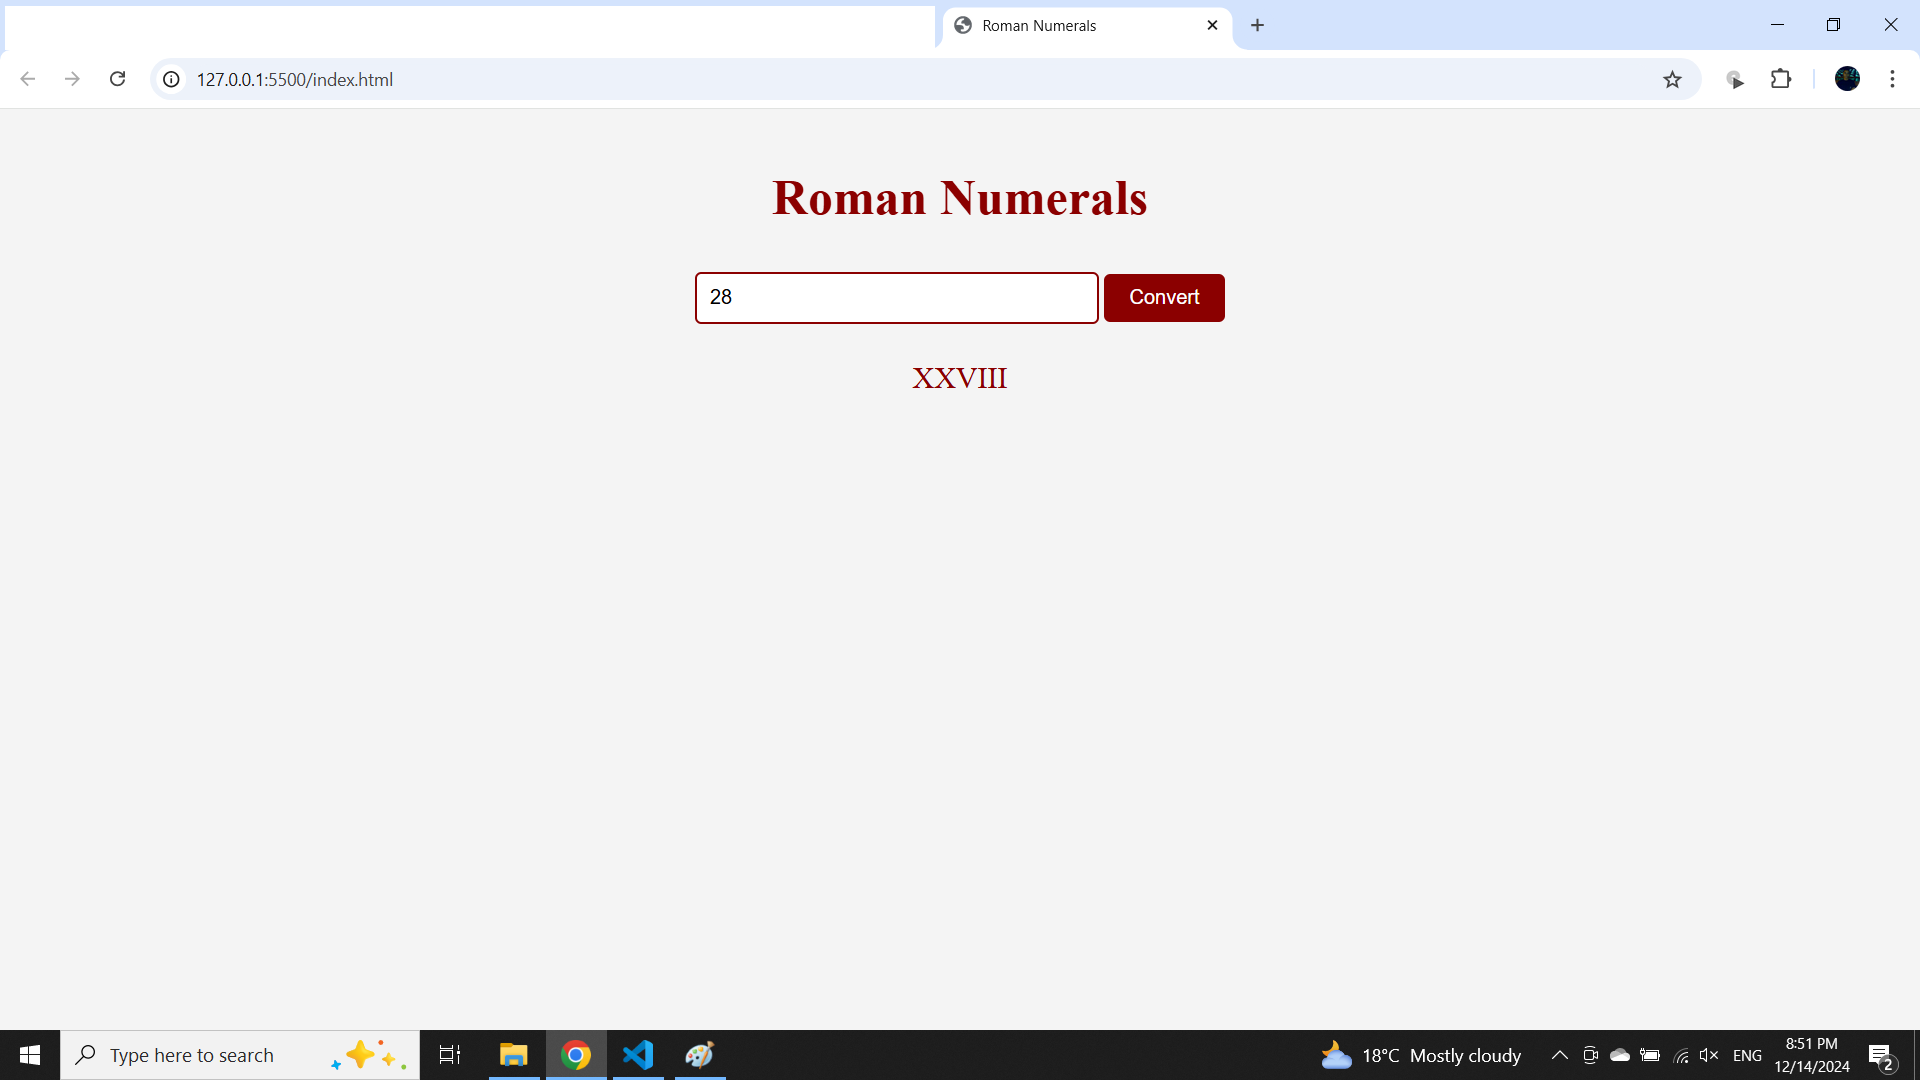 Roman Numerals
127.0.0.1:5500/index.html
Roman Numerals
28
Convert
XXVIII
Type here to search
18°C Mostly cloudy
ENG
8:51 PM
12/14/2024
2